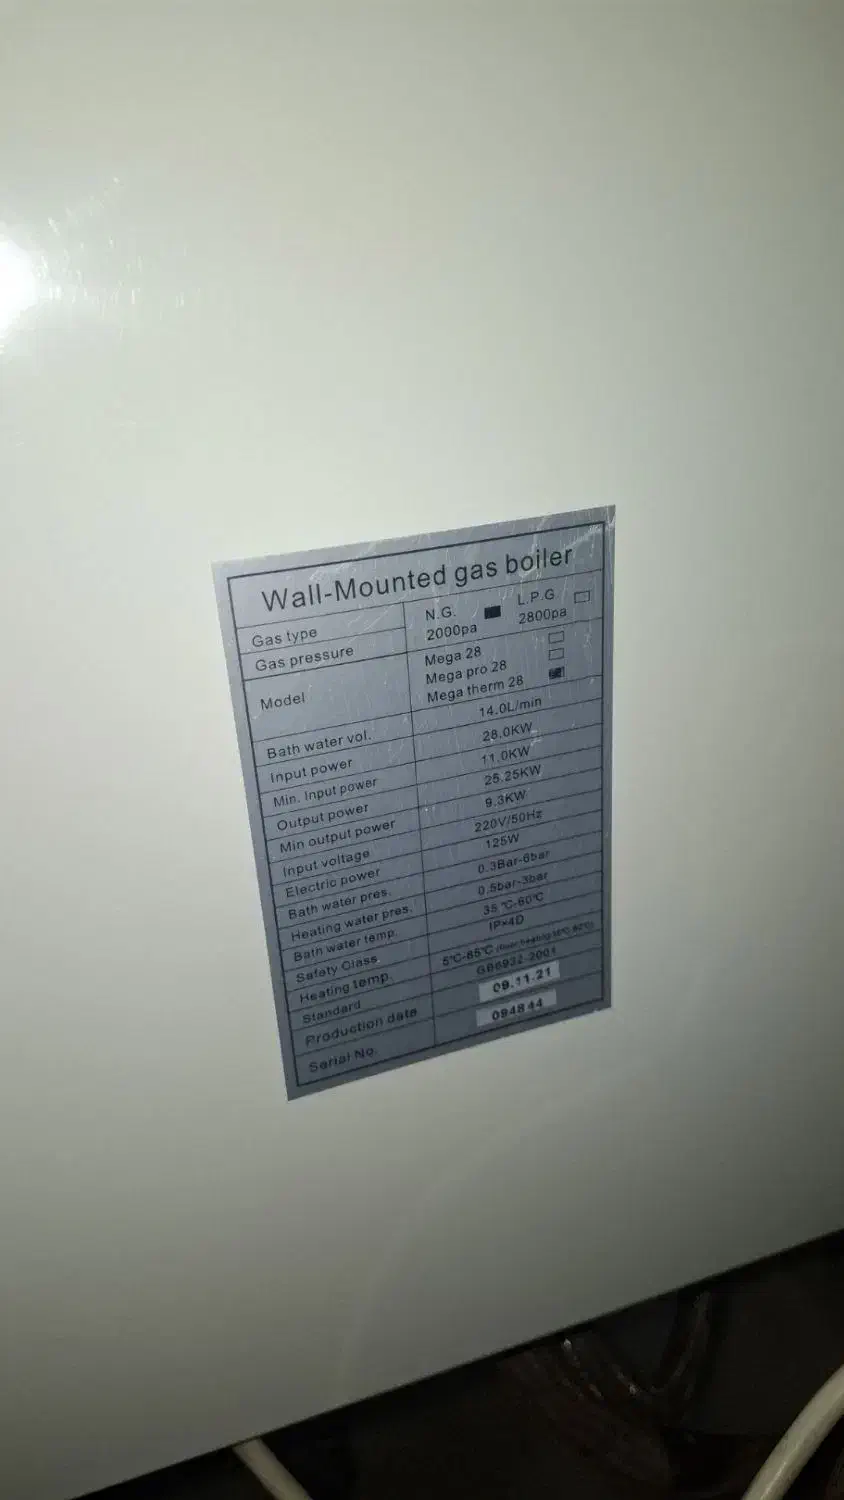 Wall-Mounted gas boiler
Gas type N.G. ■ L.P.G. □
Gas pressure 2000pa 2800pa
Model Mega 28 □
Mega pro 28 □
Mega therm 28 ■
Bath water vol. 14.0L/min
Input power 28.0KW
Min. Input power 11.0KW
Output power 25.25KW
Min output power 9.3KW
Input voltage 220V/50Hz
Electric power 125W
Bath water pres. 0.3Bar-6bar
Heating water pres. 0.5bar-3bar
Bath water temp. 35℃-60℃
Safety Class. IP×4D
Heating temp. 5℃-85℃
Standard GB6932-2001
Production date 09.11.21
Serial No. 094844